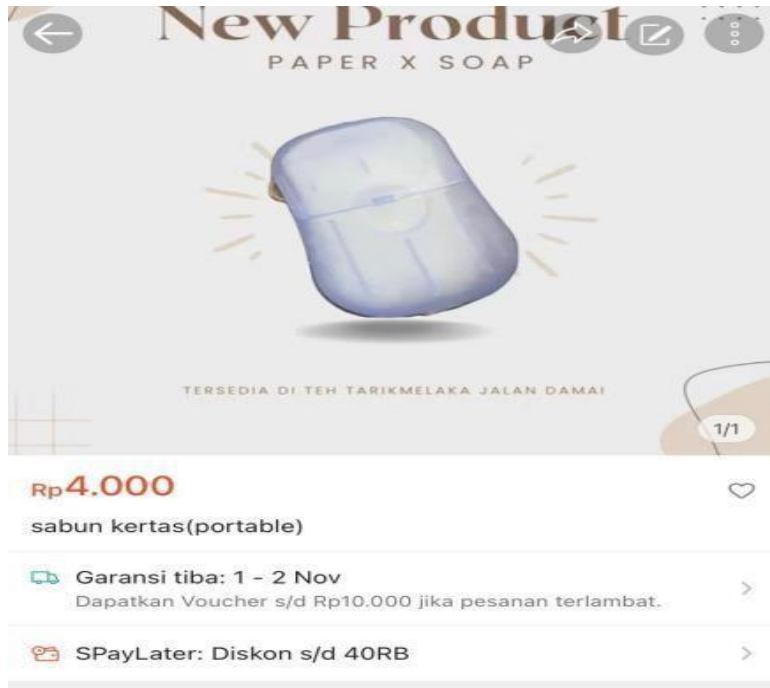 New Product
PAPER X SOAP
TERSEDIA DI TEH TARIKMELAKA JALAN DAMAI
1/1
Rp4.000
sabun kertas(portable)
Garansi tiba: 1 - 2 Nov
Dapatkan Voucher s/d Rp10.000 jika pesanan terlambat.
SPayLater: Diskon s/d 40RB